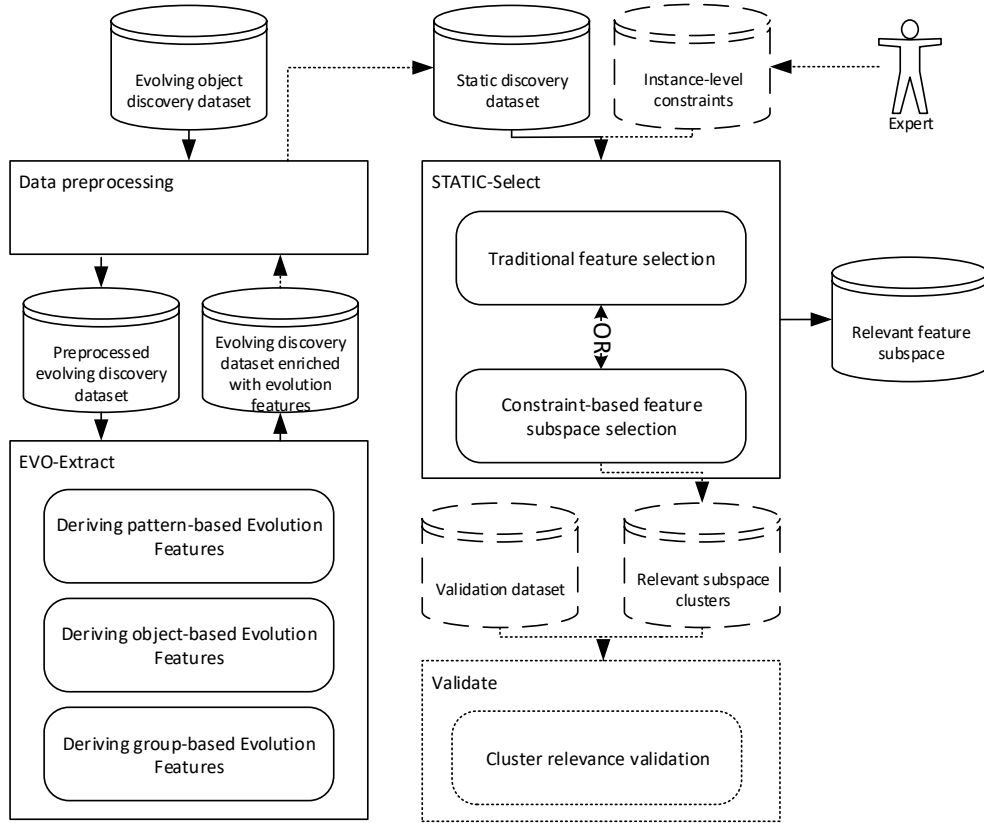 Evolving object
discovery dataset
Static discovery
dataset
Instance-level
constraints
Expert
Data preprocessing
STATIC-Select
Traditional feature selection
OR
Constraint-based feature
subspace selection
Relevant feature
subspace
Preprocessed
evolving discovery
dataset
Evolving discovery
dataset enriched
with evolution
features
EVO-Extract
Deriving pattern-based Evolution
Features
Deriving object-based Evolution
Features
Deriving group-based Evolution
Features
Validation dataset
Relevant subspace
clusters
Validate
Cluster relevance validation